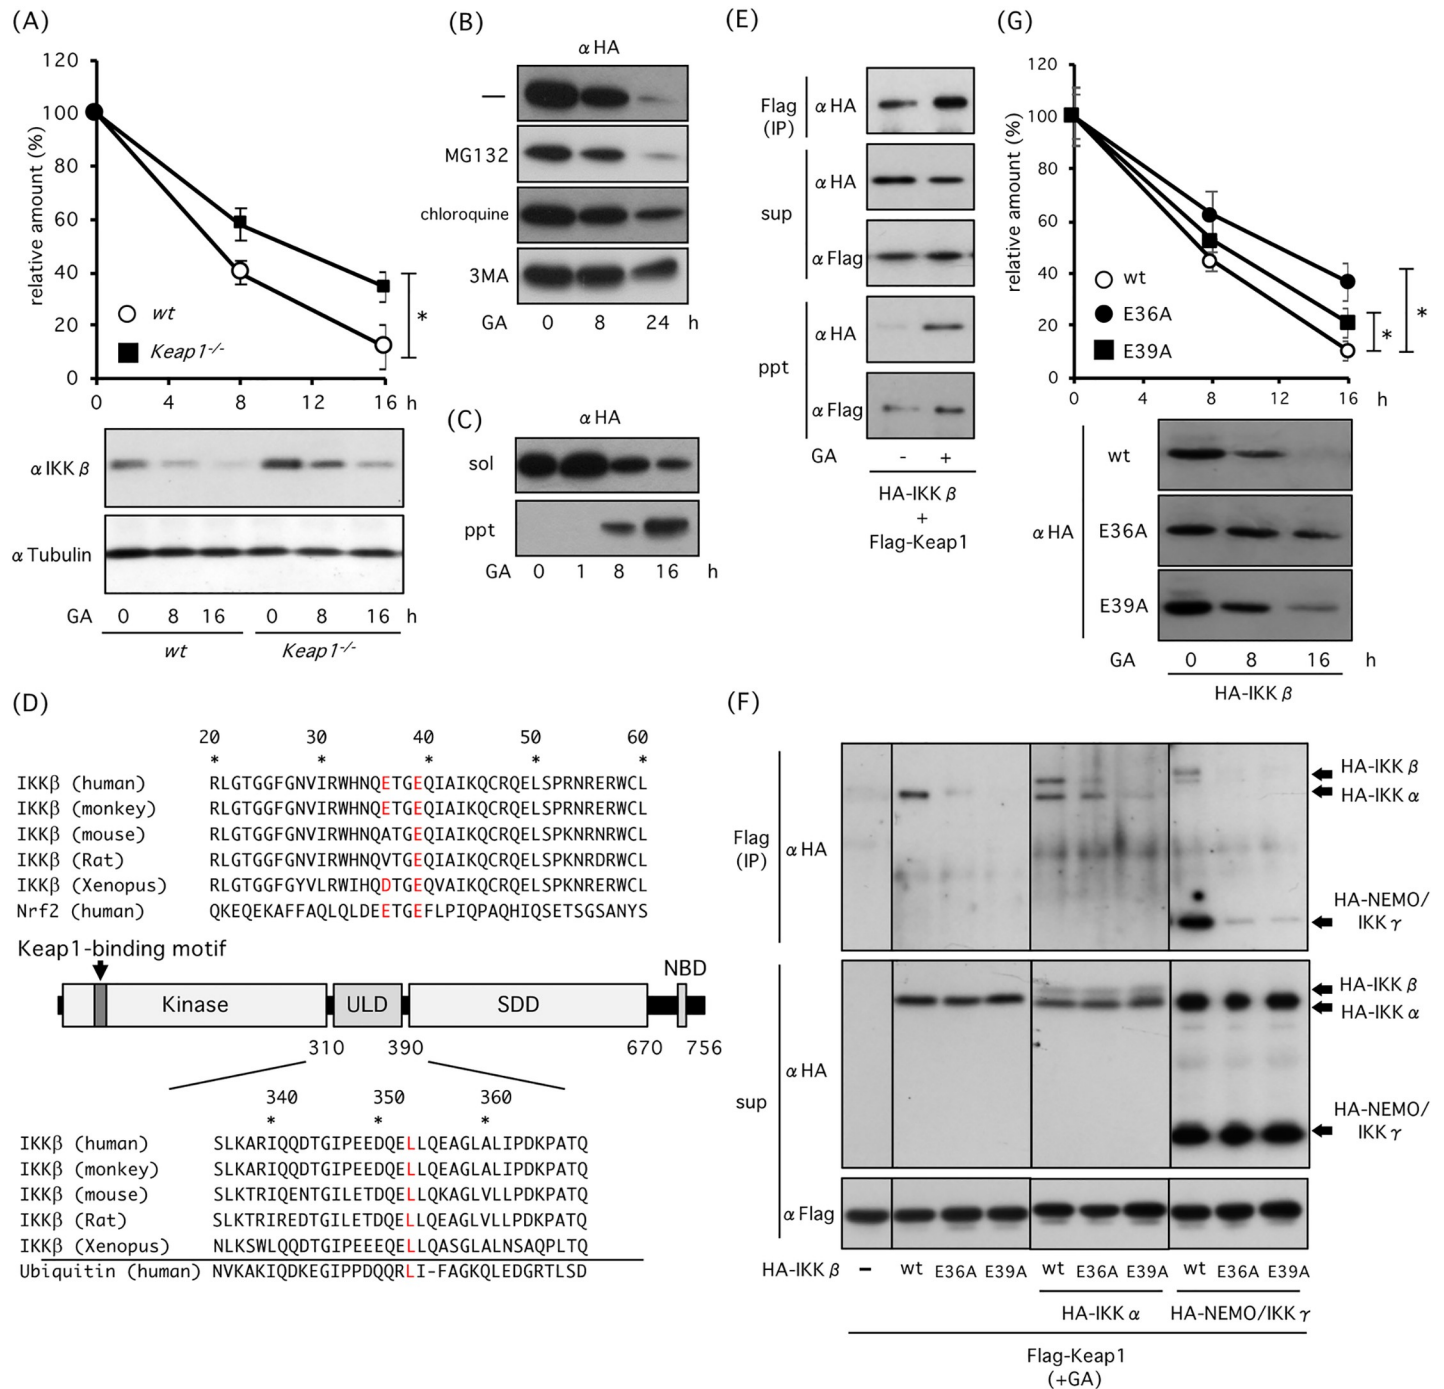 (A)
120
100
80
60
40
20
0
relative amount (%)
wt
Keap1-/-
*
0 4 8 12 16 h
α IKK β
α Tubulin
GA 0 8 16 0 8 16 h
wt Keap1-/-
(B)
α HA
—
MG132
chloroquine
3MA
GA 0 8 24 h
(C)
α HA
sol
ppt
GA 0 1 8 16 h
(E)
Flag
(IP)
α HA
sup
α HA
α Flag
ppt
α HA
α Flag
GA - +
HA-IKK β
+
Flag-Keap1
(G)
120
100
80
60
40
20
0
relative amount (%)
wt
E36A
E39A
* *
0 4 8 12 16 h
α HA
wt
E36A
E39A
GA 0 8 16 h
HA-IKK β
(D)
20 30 40 50 60
* * * * *
IKKβ (human) RLGTGGFGNVIRWHNQETGEQIAIKQCRQELSPRNRERWCL
IKKβ (monkey) RLGTGGFGNVIRWHNQETGEQIAIKQCRQELSPRNRERWCL
IKKβ (mouse) RLGTGGFGNVIRWHNQATGEQIAIKQCRQELSPKNRNRWCL
IKKβ (Rat) RLGTGGFGNVIRWHNQVTGEQIAIKQCRQELSPKNRDRWCL
IKKβ (Xenopus) RLGTGGFGYVLRWIHQDTGEQVAIKQCRQELSPKNRERWCL
Nrf2 (human) QKEQEKAFFAQLQLDEETGEFLPIQPAQHIQSETSGSANYS
Keap1-binding motif
NBD
Kinase ULD SDD
310 390 670 756
340 350 360
* * *
IKKβ (human) SLKARIQQDTGIPEEDQELLQEAGLALIPDKPATQ
IKKβ (monkey) SLKARIQQDTGIPEEDQELLQEAGLALIPDKPATQ
IKKβ (mouse) SLKTRIQENTGILETDQELLQKAGLVLLPDKPATQ
IKKβ (Rat) SLKTRIREDTGILETDQELLQEAGLVLLPDKPATQ
IKKβ (Xenopus) NLKSWLQQDTGIPEEEQELLQASGLALNSAQPLTQ
Ubiquitin (human) NVKAKIQDKEGIPPDQQRLI-FAGKQLEDGRTLSD
(F)
Flag
(IP)
α HA
HA-IKK β
HA-IKK α
HA-NEMO/
IKK γ
sup
α HA
HA-IKK β
HA-IKK α
HA-NEMO/
IKK γ
α Flag
HA-IKK β – wt E36A E39A wt E36A E39A wt E36A E39A
HA-IKK α HA-NEMO/IKK γ
Flag-Keap1
(+GA)